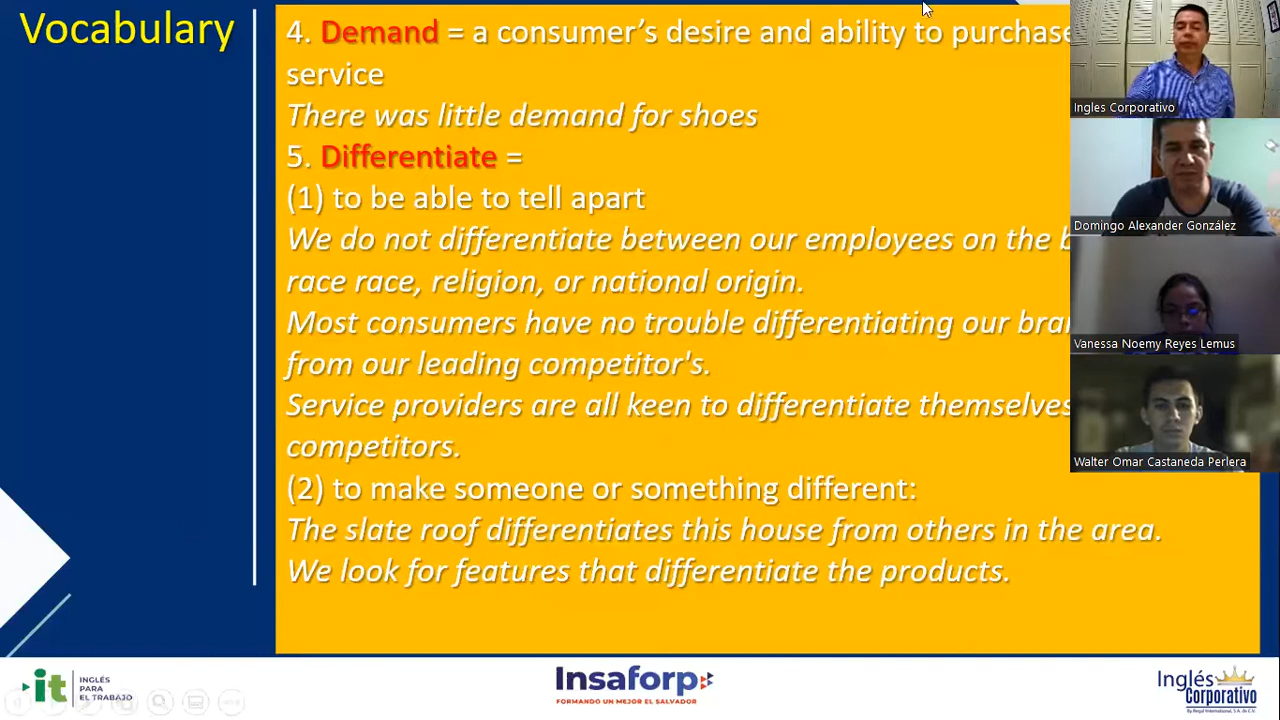 Vocabulary
4. Demand = a consumer's desire and ability to purchase
service
There was little demand for shoes
5. Differentiate =
(1) to be able to tell apart
We do not differentiate between our employees on the
race race, religion, or national origin.
Most consumers have no trouble differentiating our
from our leading competitor's.
Service providers are all keen to differentiate themselves
competitors.
(2) to make someone or something different:
The slate roof differentiates this house from others in the area.
We look for features that differentiate the products.
Ingles Corporativo
Domingo Alexander González
Vanessa Noemy Reyes Lemus
Walter Omar Castaneda Perlera
it
INGLÉS
PARA
EL TRABAJO
Insaforp
FORMANDO UN MEJOR EL SALVADOR
Inglés
Corporativo
By Regal International, S.A. de C.V.